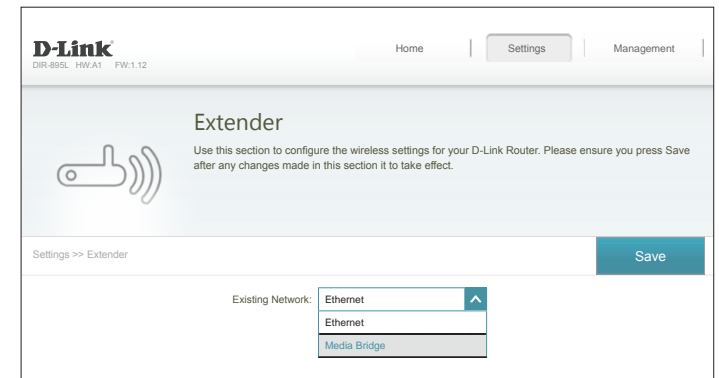 D-Link
DIR-895L HW:A1 FW:1.12
Home
Settings
Management
Extender
Use this section to configure the wireless settings for your D-Link Router. Please ensure you press Save
after any changes made in this section it to take effect.
Settings >> Extender
Save
Existing Network: Ethernet
Ethernet
Media Bridge